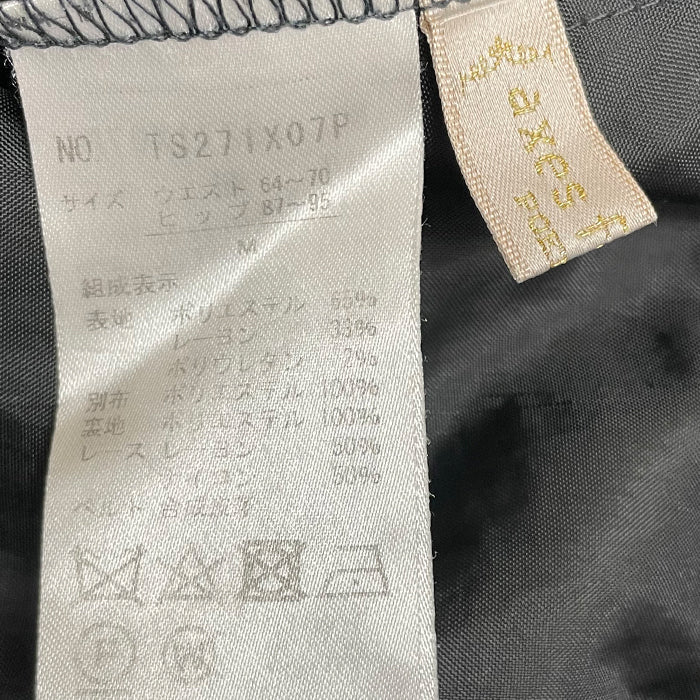 NO. TS271X07P
サイズ ウエスト 64〜70
ヒップ 87〜95
M
組成表示
表地 ポリエステル 65%
レーヨン 33%
ポリウレタン 2%
別布 ポリエステル 100%
裏地 ポリエステル 100%
レース レーヨン 50%
ナイロン 50%
ベルト 合成皮革
axes f